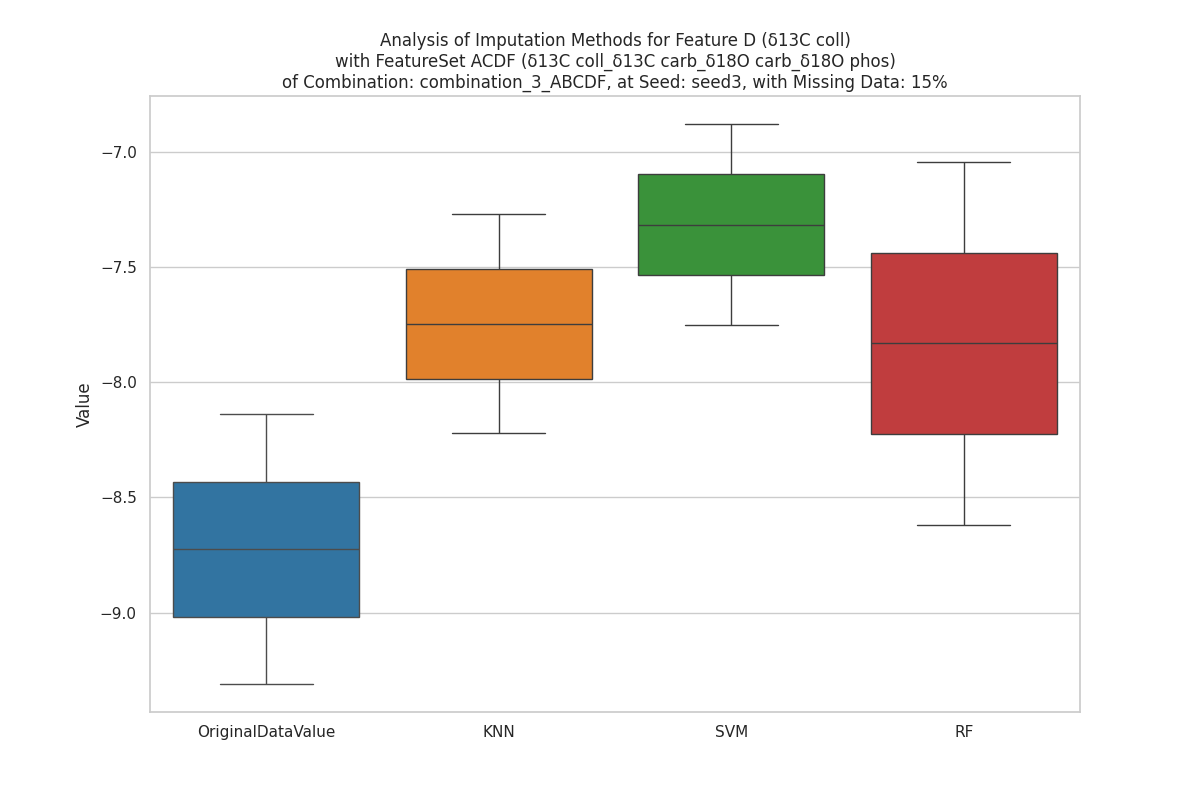 Analysis of Imputation Methods for Feature D (δ13C coll)
with FeatureSet ACDF (δ13C coll_δ13C carb_δ18O carb_δ18O phos)
of Combination: combination_3_ABCDF, at Seed: seed3, with Missing Data: 15%
Value
−7.0
−7.5
−8.0
−8.5
−9.0
OriginalDataValue KNN SVM RF